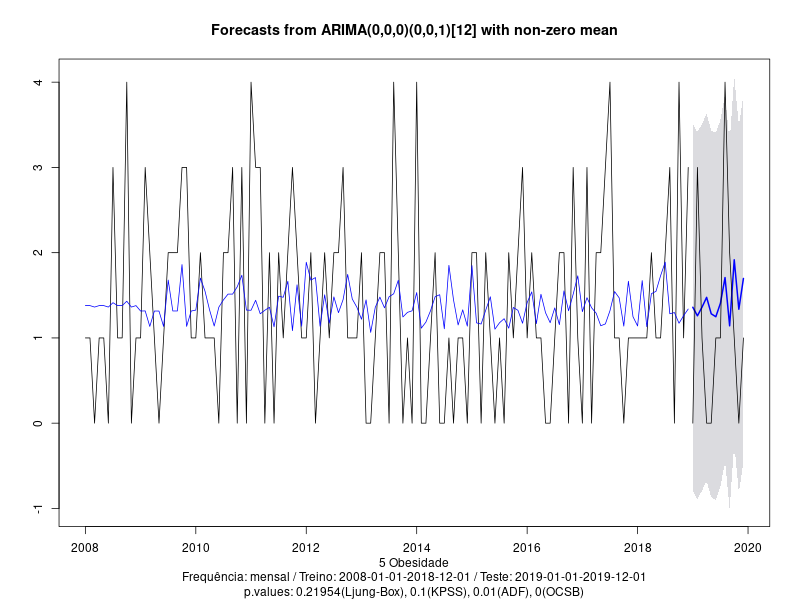 Forecasts from ARIMA(0,0,0)(0,0,1)[12] with non-zero mean
4
3
2
1
0
-1
2008 2010 2012 2014 2016 2018 2020
5 Obesidade
Frequência: mensal / Treino: 2008-01-01-2018-12-01 / Teste: 2019-01-01-2019-12-01
p.values: 0.21954(Ljung-Box), 0.1(KPSS), 0.01(ADF), 0(OCSB)